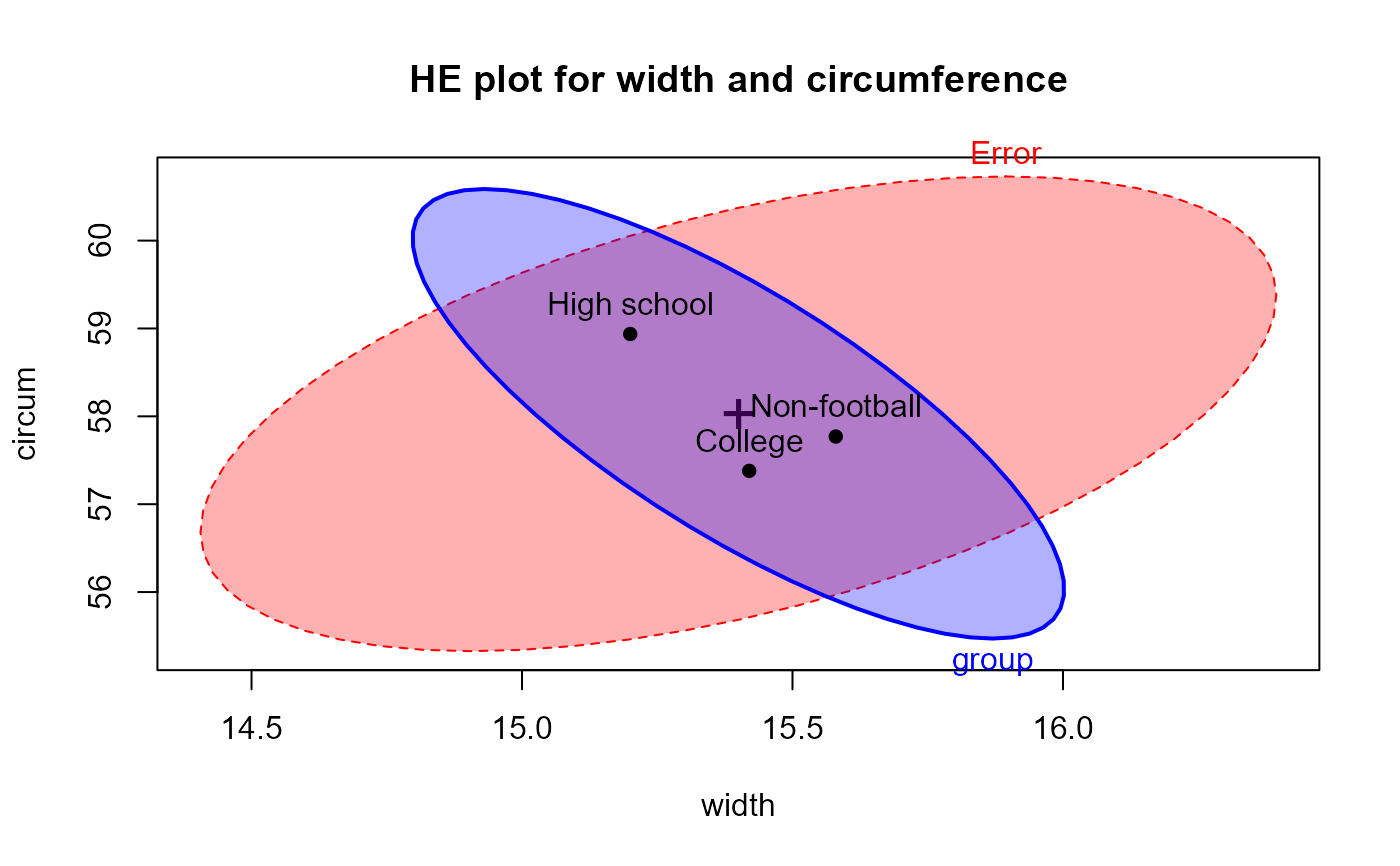 HE plot for width and circumference
Error
60
59
58
57
56
circum
High school
Non-football
College
group
14.5 15.0 15.5 16.0
width